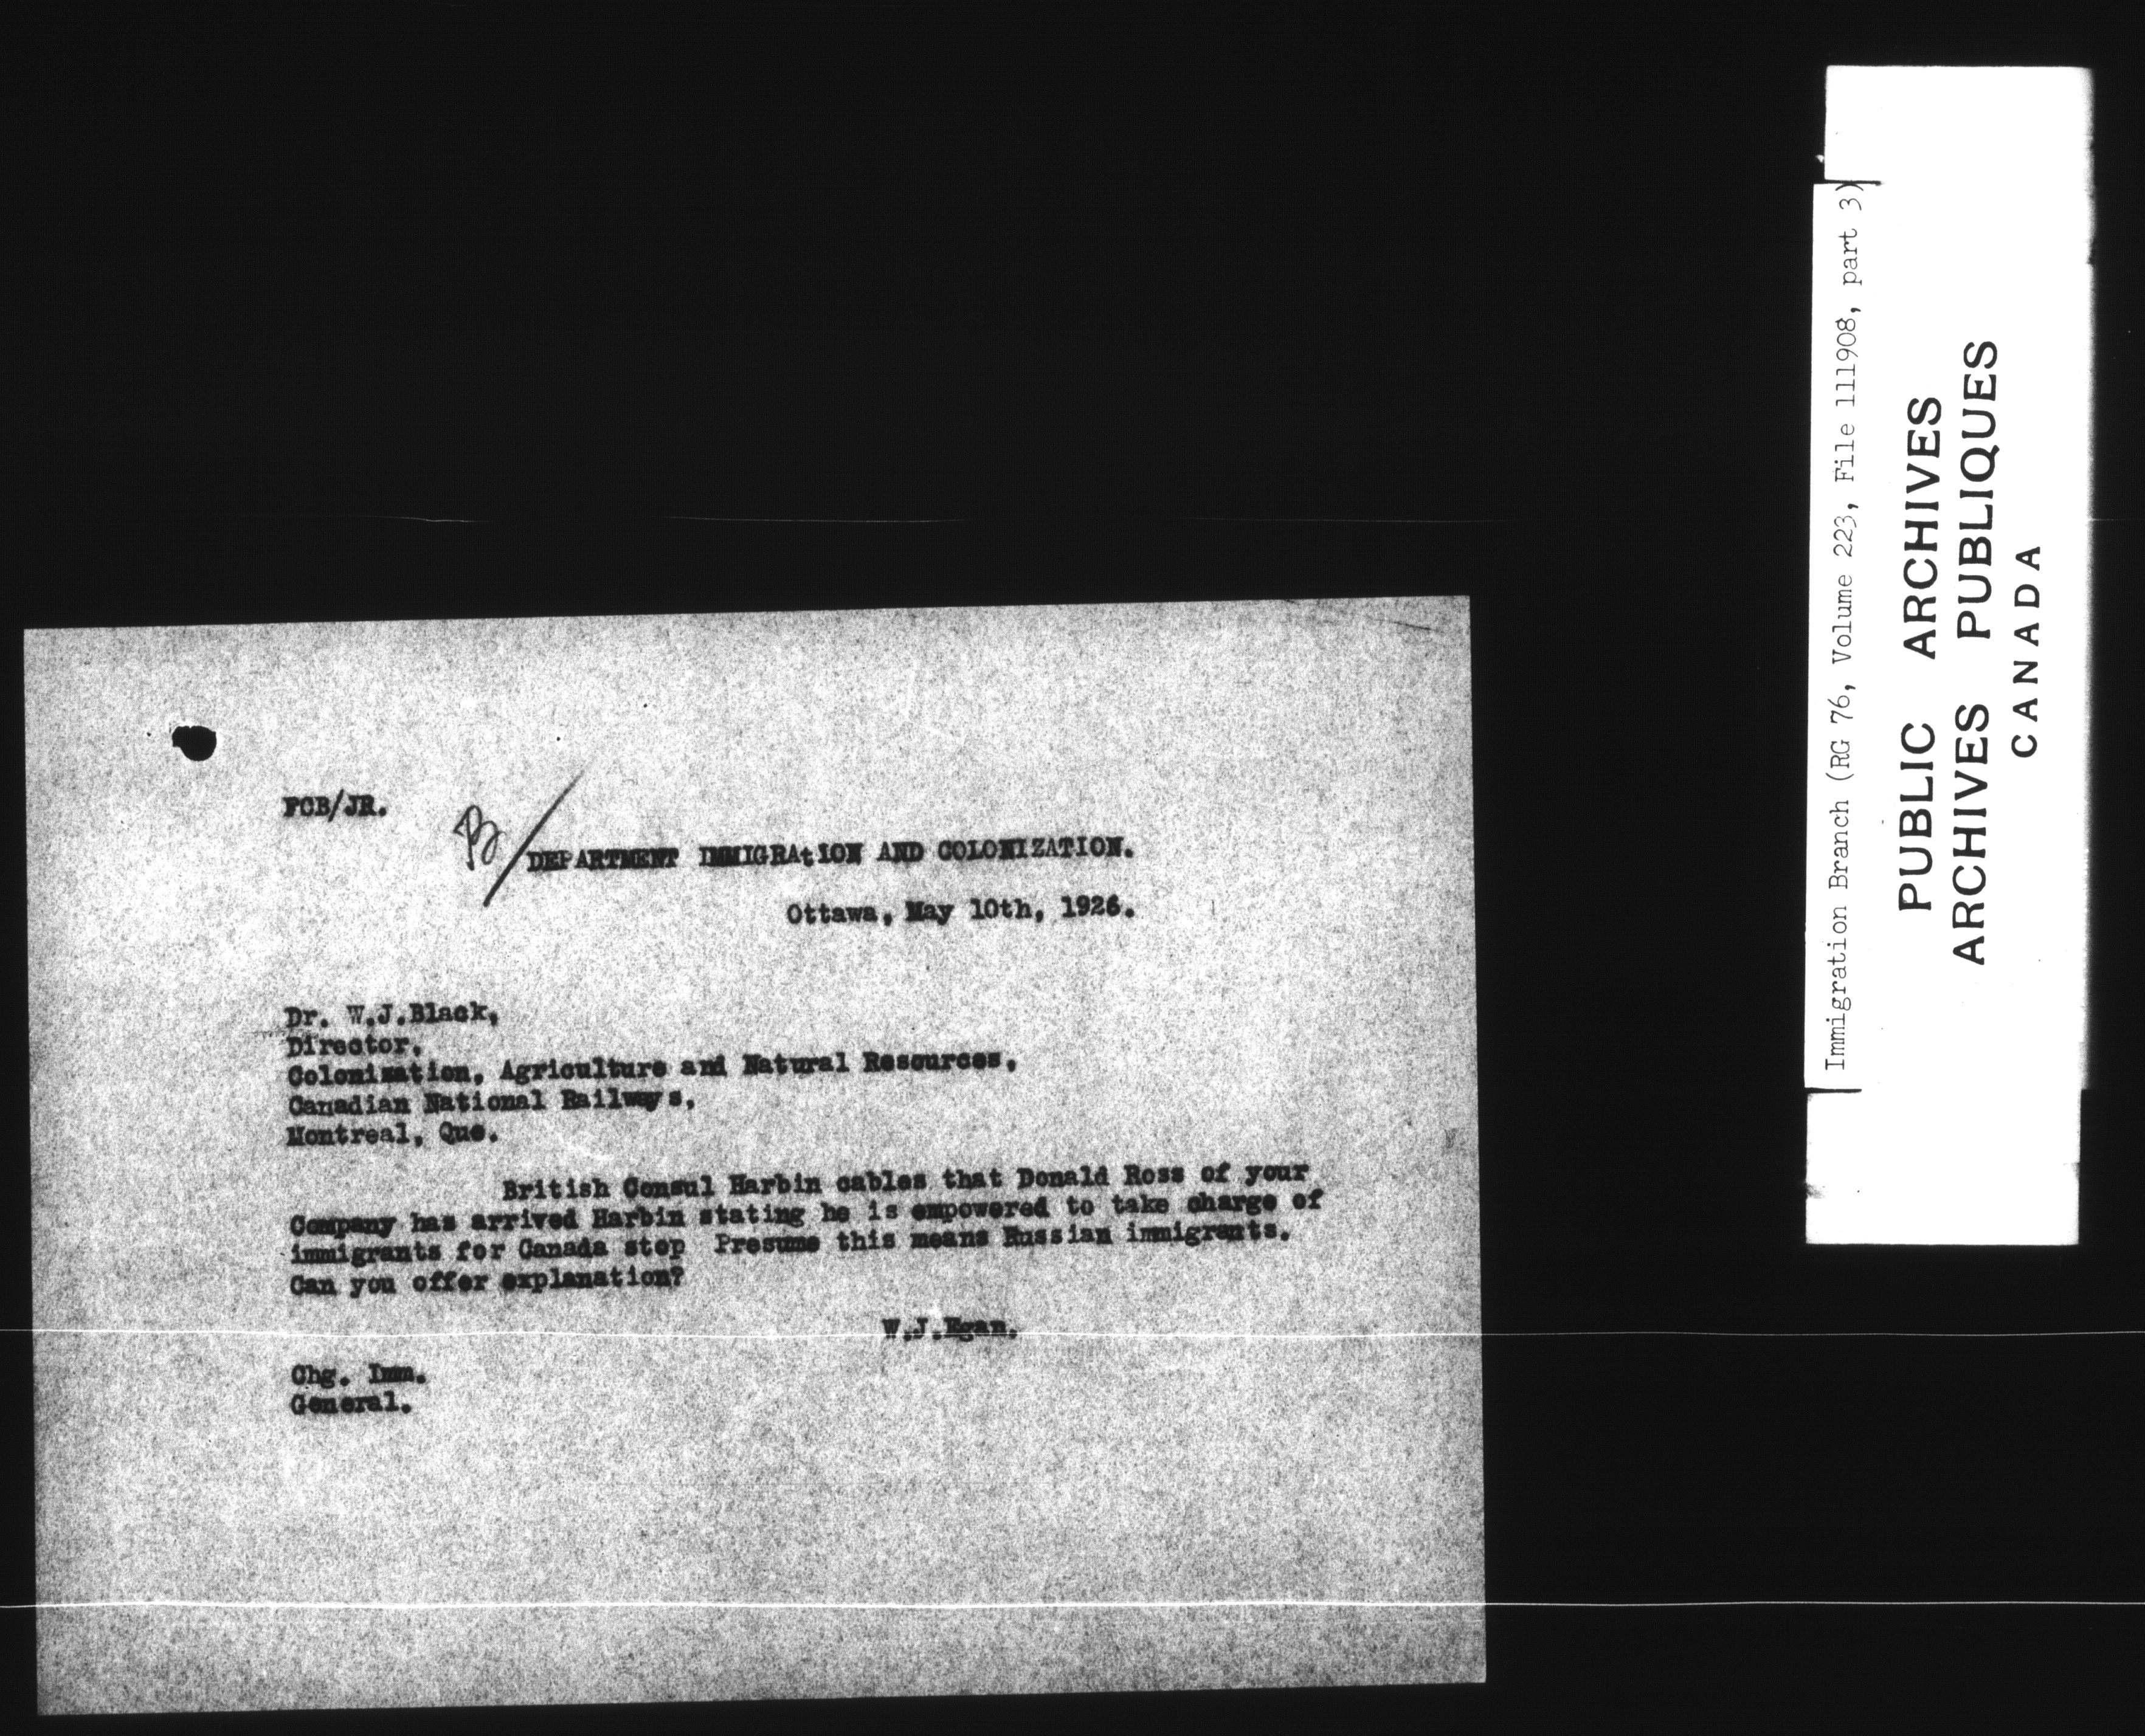 FCB/JR.
DEPARTMENT IMMIGRAtION AND COLONIZATION.
Ottawa, May 10th, 1926.
Dr. W.J.Black,
Director,
Colonization, Agriculture and Natural Resources,
Canadian National Railways,
Montreal, Que.
British Consul Harbin cables that Donald Ross of your
Company has arrived Harbin stating he is empowered to take charge of
immigrants for Canada stop Presume this means Russian immigrants.
Can you offer explanation?
W.J.Egan.
Chg. Imm.
General.
Immigration Branch (RG 76, Volume 223, File 111908, part 3)
PUBLIC ARCHIVES
ARCHIVES PUBLIQUES
CANADA